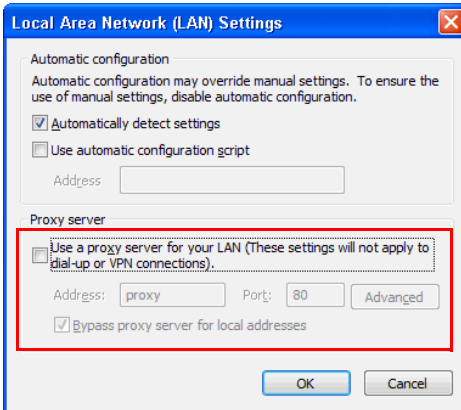 Local Area Network (LAN) Settings
Automatic configuration
Automatic configuration may override manual settings. To ensure the
use of manual settings, disable automatic configuration.
Automatically detect settings
Use automatic configuration script
Address
Proxy server
Use a proxy server for your LAN (These settings will not apply to
dial-up or VPN connections).
Address: proxy Port: 80 Advanced
Bypass proxy server for local addresses
OK Cancel